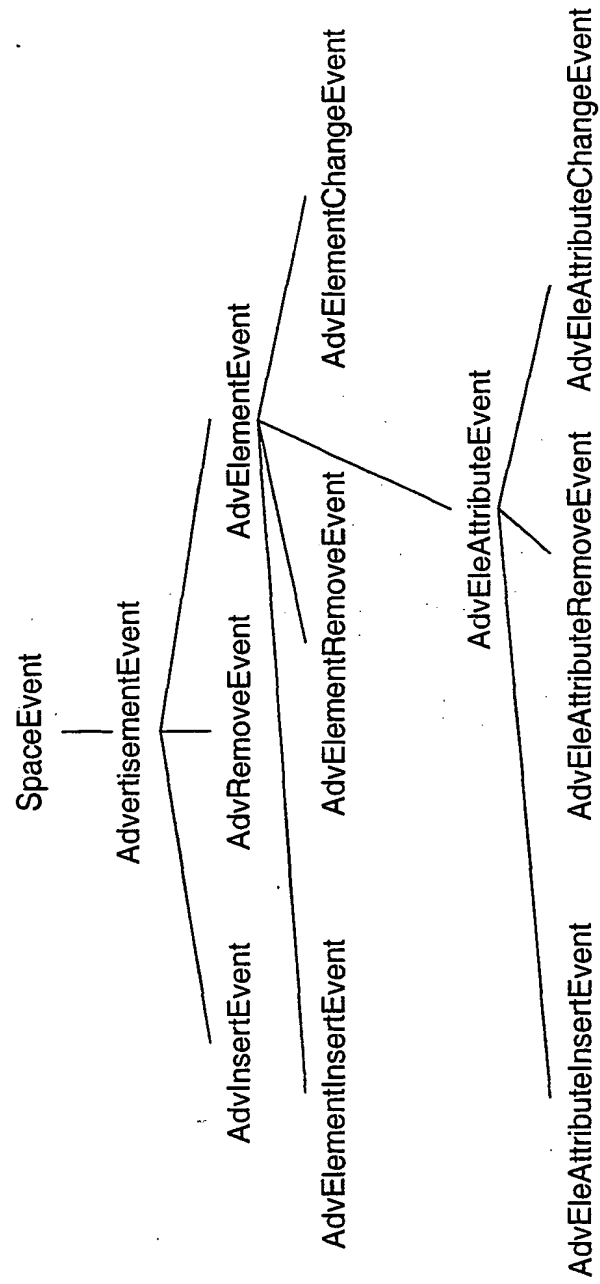 SpaceEvent
AdvertisementEvent
AdvInsertEvent
AdvRemoveEvent
AdvElementEvent
AdvElementInsertEvent
AdvElementRemoveEvent
AdvElementChangeEvent
AdvEleAttributeEvent
AdvEleAttributeInsertEvent
AdvEleAttributeRemoveEvent
AdvEleAttributeChangeEvent